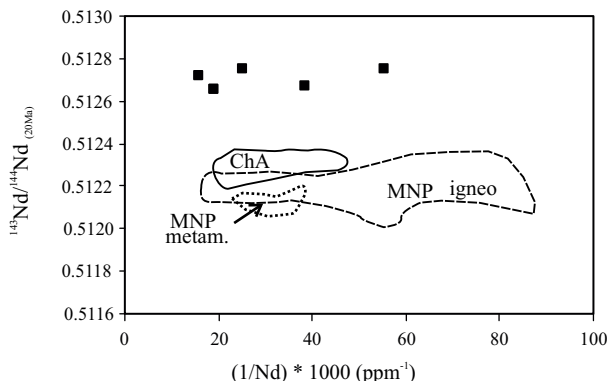 0.5130
0.5128
0.5126
0.5124
0.5122
0.5120
0.5118
0.5116
¹⁴³Nd/¹⁴⁴Nd (20Ma)
ChA
MNP igneo
MNP
metam.
0 20 40 60 80 100
(1/Nd) * 1000 (ppm⁻¹)